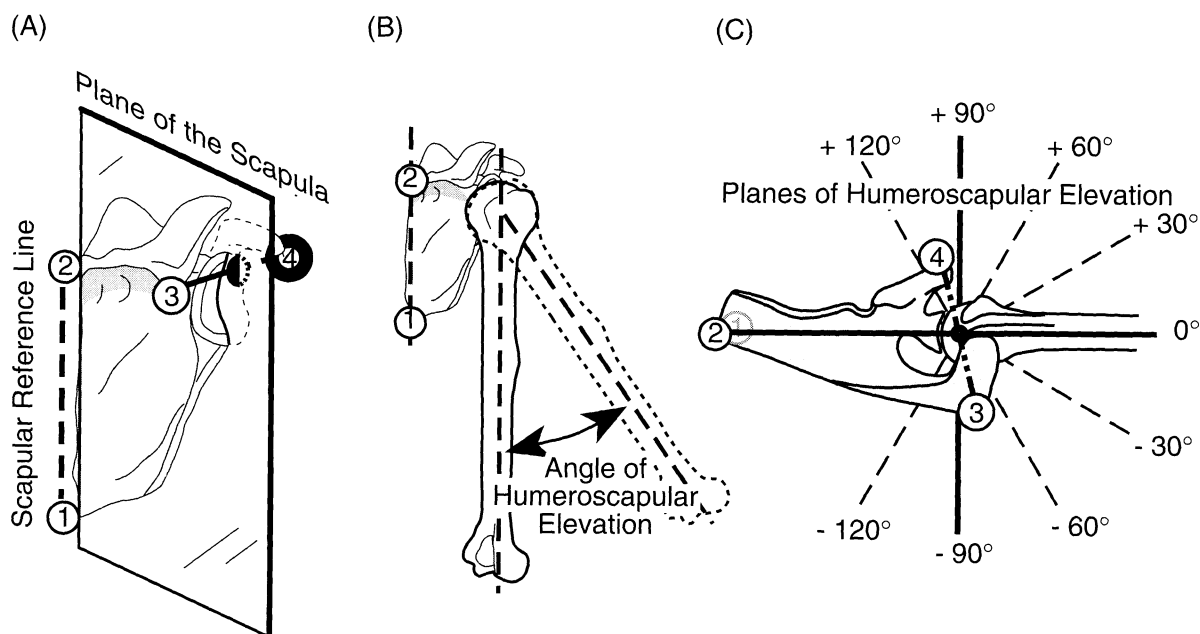 (A)
Plane of the Scapula
Scapular Reference Line
2
3
4
1
(B)
2
1
Angle of
Humeroscapular
Elevation
(C)
+ 90°
+ 120°
+ 60°
Planes of Humeroscapular Elevation
+ 30°
4
2
1
0°
3
- 30°
- 120°
- 60°
- 90°